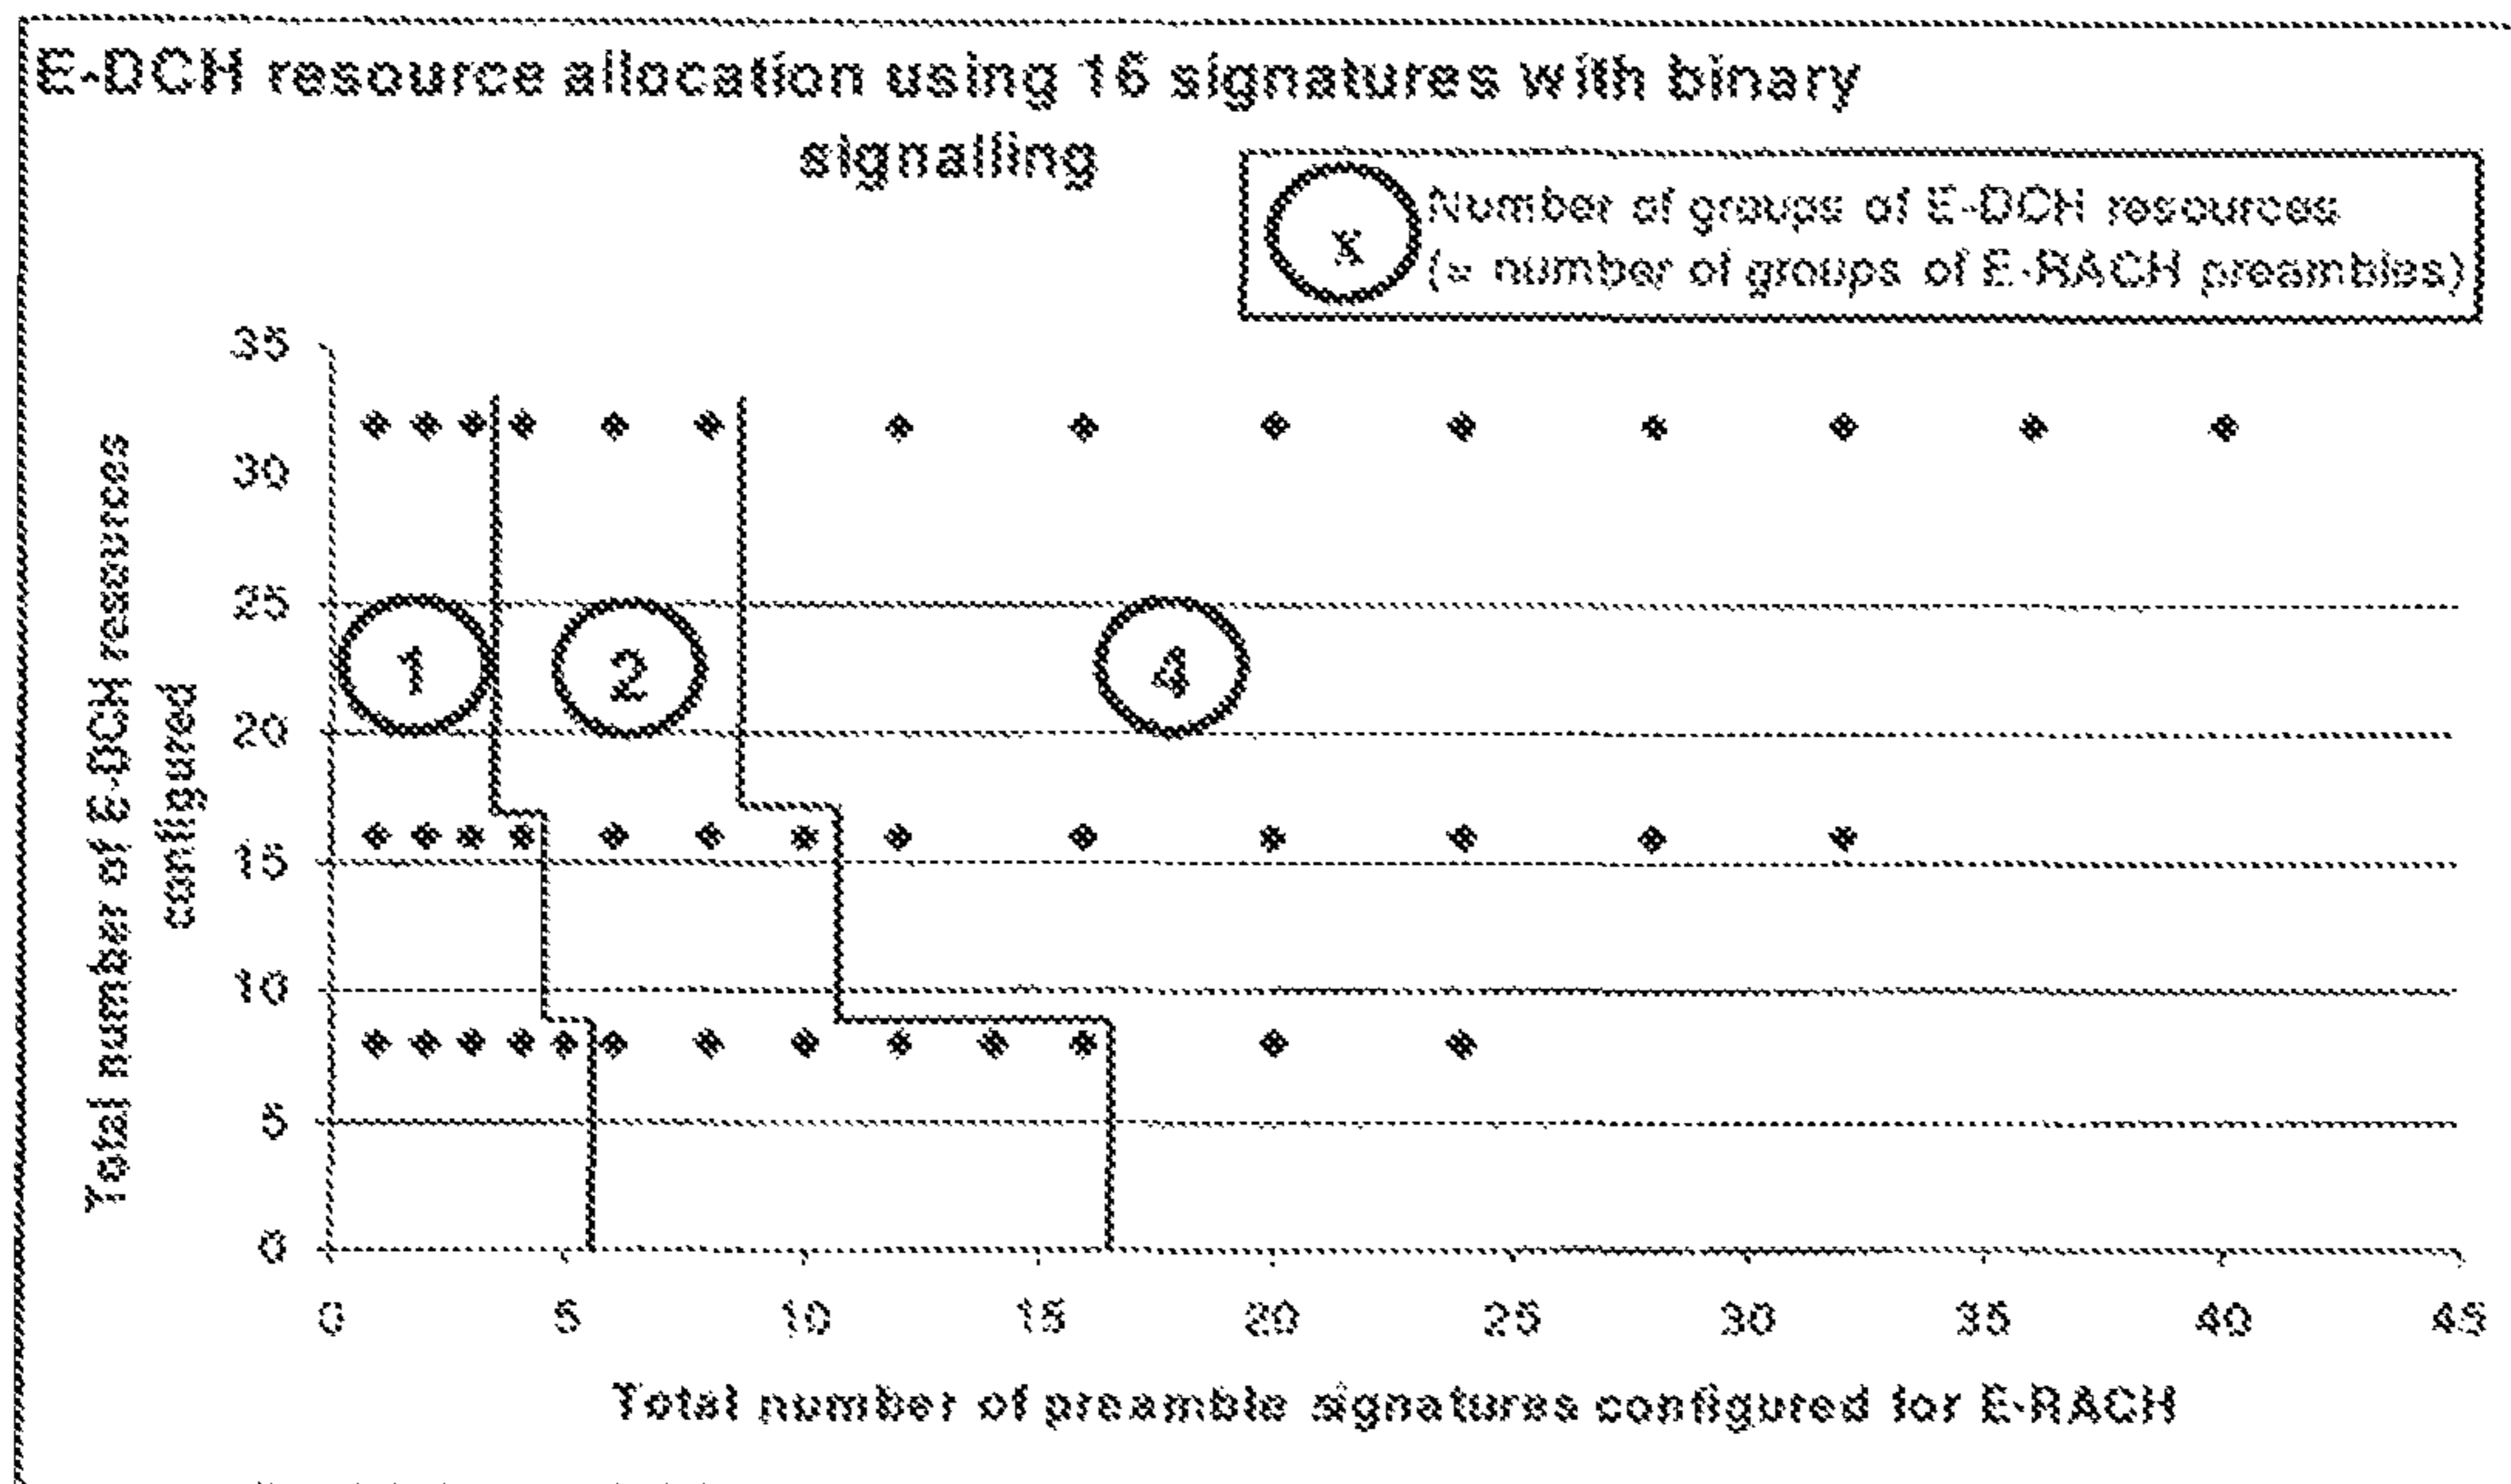 E-DCH resource allocation using 16 signatures with binary
signalling
x
Number of groups of E-DCH resources
(= number of groups of E-RACH preambles)
Total number of E-DCH resources
configured
35
30
25
20
15
10
5
0
1
2
4
0 5 10 15 20 25 30 35 40 45
Total number of preamble signatures configured for E-RACH